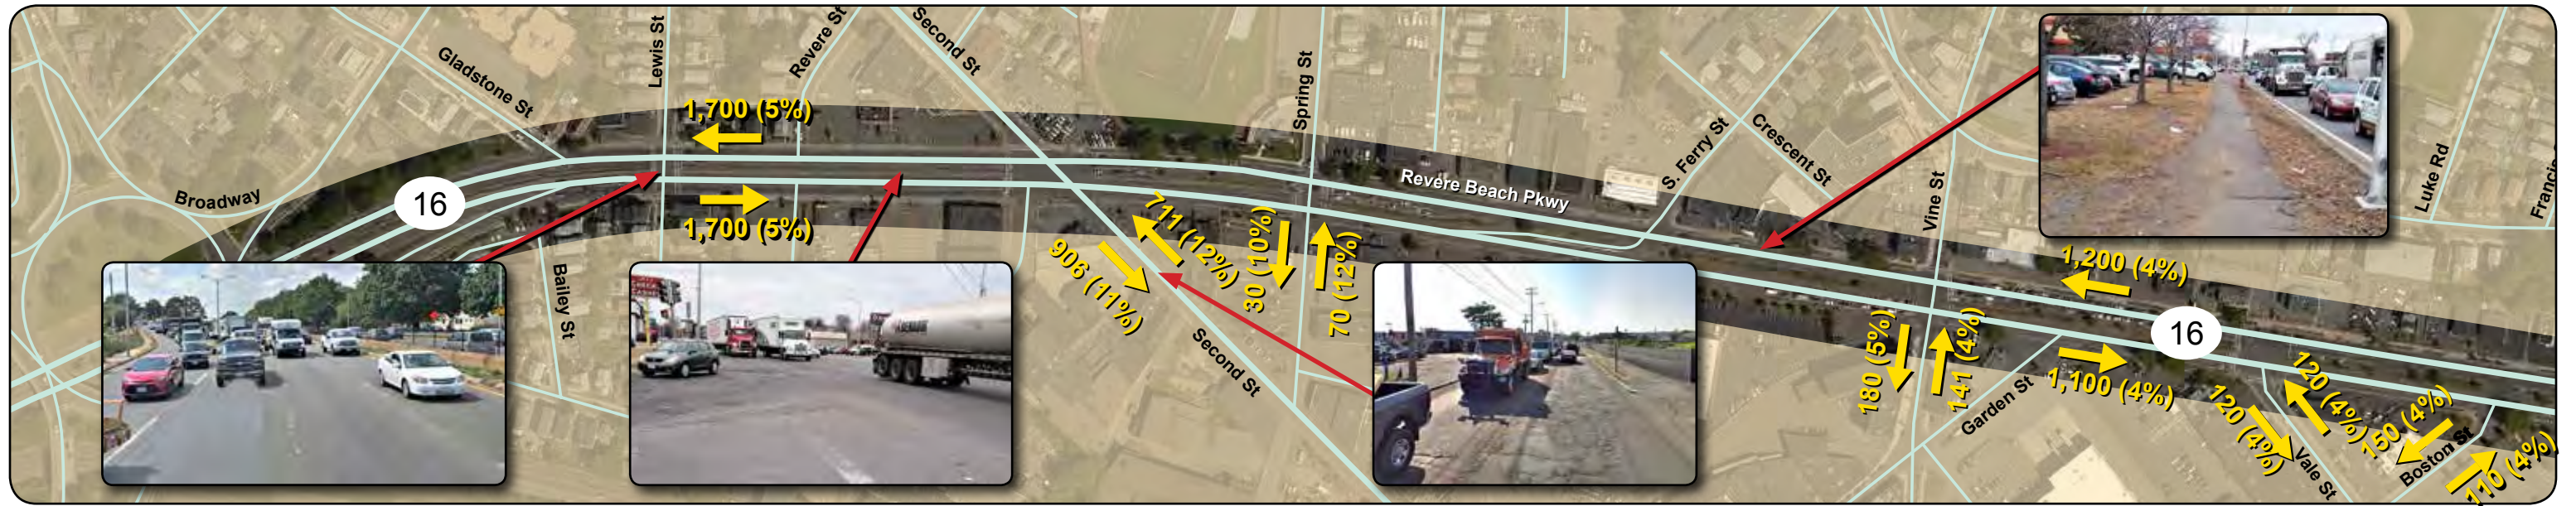 Gladstone St
Lewis St
Revere St
Second St
Spring St
S. Ferry St
Crescent St
Vine St
Luke Rd
Francis
Broadway
16
1,700 (5%)
1,700 (5%)
Revere Beach Pkwy
906 (11%)
711 (12%)
30 (10%)
70 (12%)
Bailey St
Second St
1,200 (4%)
16
180 (5%)
141 (4%)
1,100 (4%)
Garden St
120 (4%)
120 (4%)
150 (4%)
110 (4%)
Vale St
Boston St